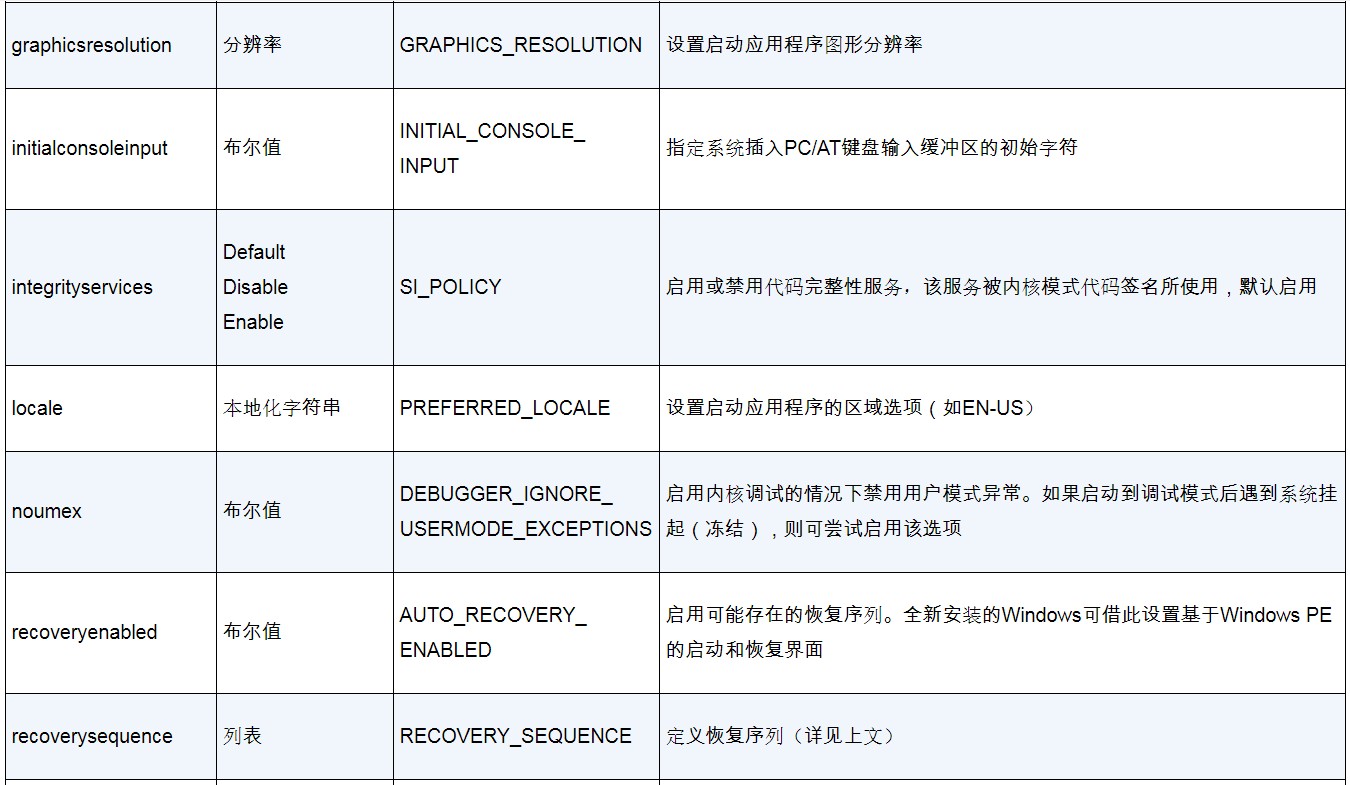 graphicsresolution 分辨率 GRAPHICS_RESOLUTION 设置启动应用程序图形分辨率
initialconsoleinput 布尔值 INITIAL_CONSOLE_
INPUT 指定系统插入PC/AT键盘输入缓冲区的初始字符
integrityservices Default
Disable
Enable SI_POLICY 启用或禁用代码完整性服务，该服务被内核模式代码签名所使用，默认启用
locale 本地化字符串 PREFERRED_LOCALE 设置启动应用程序的区域选项（如EN-US）
noumex 布尔值 DEBUGGER_IGNORE_
USERMODE_EXCEPTIONS 启用内核调试的情况下禁用用户模式异常。如果启动到调试模式后遇到系统挂
起（冻结），则可尝试启用该选项
recoveryenabled 布尔值 AUTO_RECOVERY_
ENABLED 启用可能存在的恢复序列。全新安装的Windows可借此设置基于Windows PE
的启动和恢复界面
recoverysequence 列表 RECOVERY_SEQUENCE 定义恢复序列（详见上文）